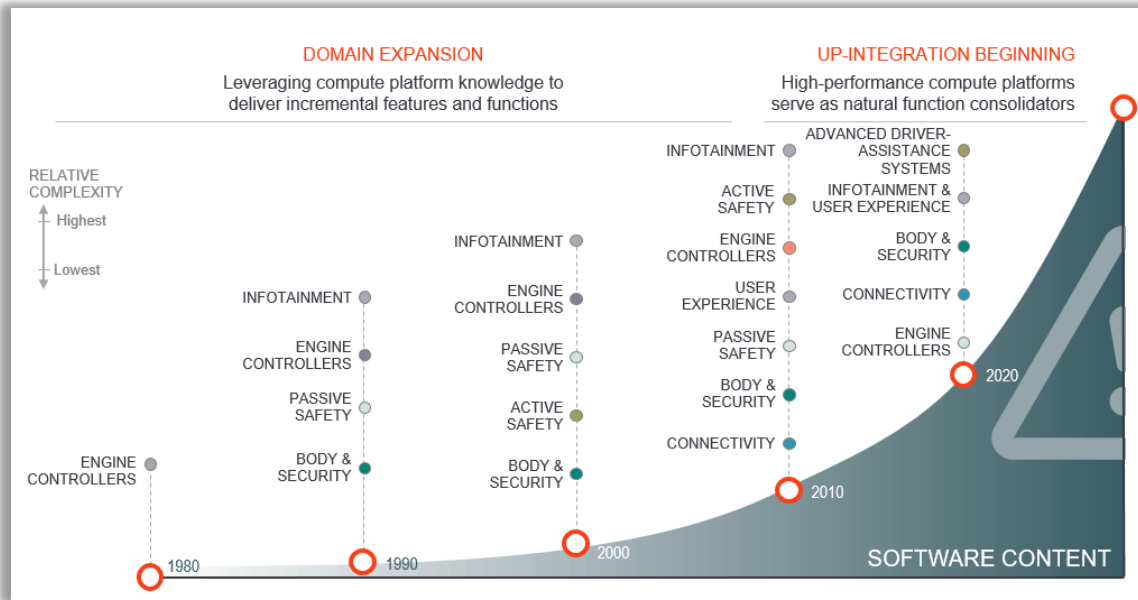 DOMAIN EXPANSION
Leveraging compute platform knowledge to
deliver incremental features and functions
UP-INTEGRATION BEGINNING
High-performance compute platforms
serve as natural function consolidators
RELATIVE
COMPLEXITY
Highest
Lowest
ENGINE
CONTROLLERS
1980
INFOTAINMENT
ENGINE
CONTROLLERS
PASSIVE
SAFETY
BODY &
SECURITY
1990
INFOTAINMENT
ENGINE
CONTROLLERS
PASSIVE
SAFETY
ACTIVE
SAFETY
BODY &
SECURITY
2000
INFOTAINMENT
ACTIVE
SAFETY
ENGINE
CONTROLLERS
USER
EXPERIENCE
PASSIVE
SAFETY
BODY &
SECURITY
CONNECTIVITY
2010
ADVANCED DRIVER-
ASSISTANCE
SYSTEMS
INFOTAINMENT &
USER EXPERIENCE
BODY &
SECURITY
CONNECTIVITY
ENGINE
CONTROLLERS
2020
SOFTWARE CONTENT